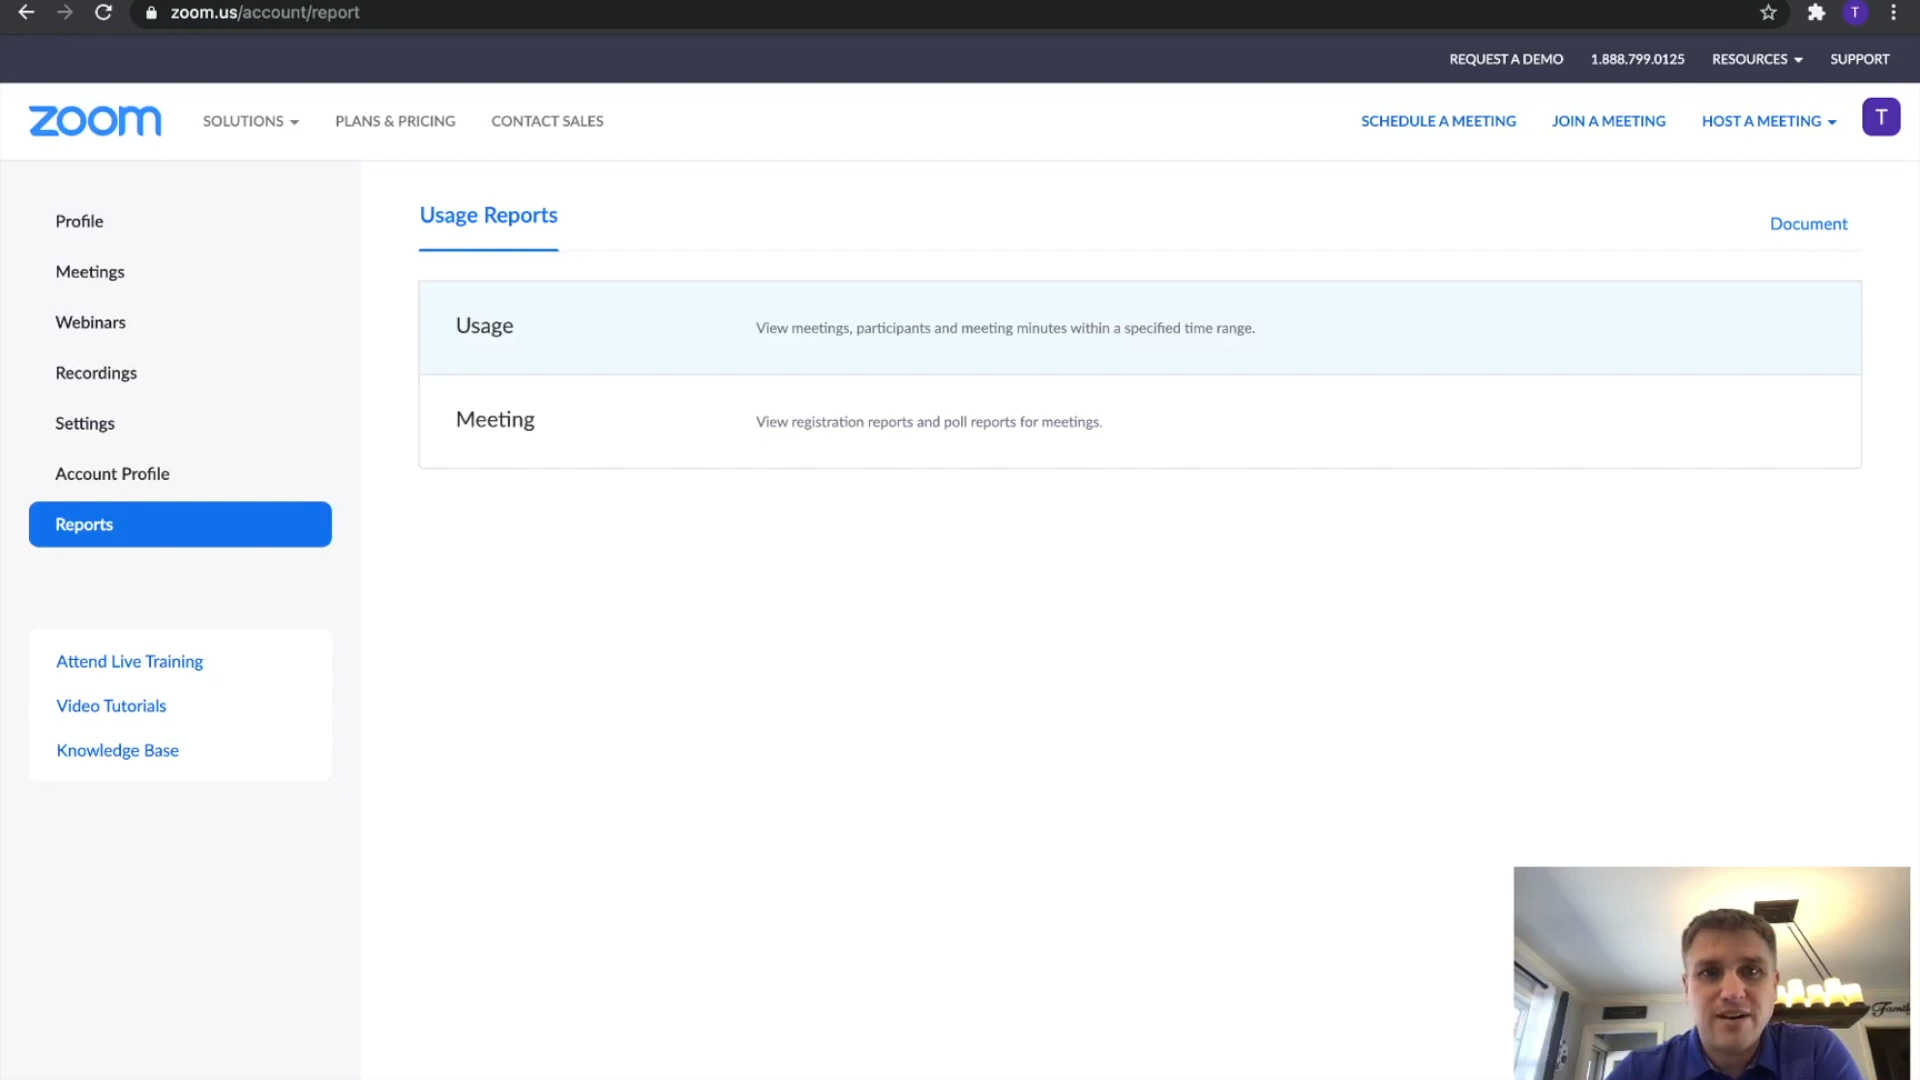 zoom.us/account/report
T
REQUEST A DEMO 1.888.799.0125 RESOURCES SUPPORT
zoom SOLUTIONS PLANS & PRICING CONTACT SALES SCHEDULE A MEETING JOIN A MEETING HOST A MEETING T
Profile
Meetings
Webinars
Recordings
Settings
Account Profile
Reports
Attend Live Training
Video Tutorials
Knowledge Base
Usage Reports
Document
Usage View meetings, participants and meeting minutes within a specified time range.
Meeting View registration reports and poll reports for meetings.